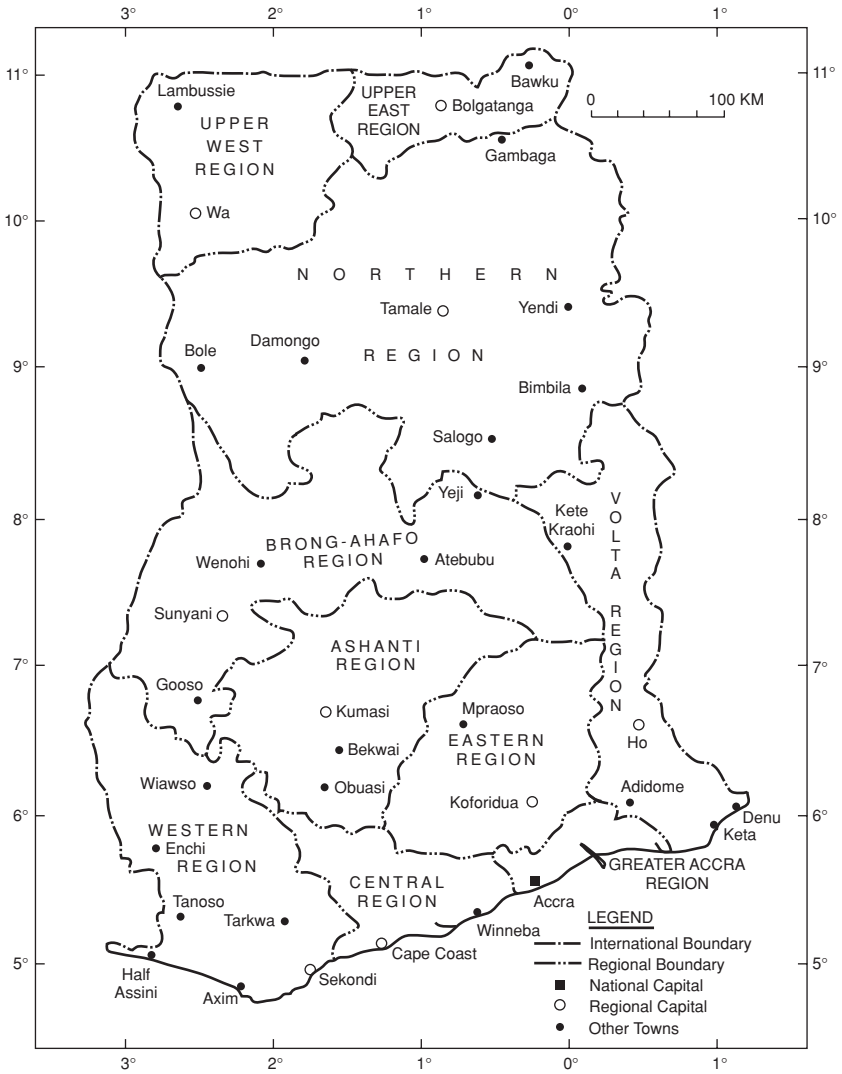 3° 2° 1° 0° 1°
11° 11°
Bawku
Lambussie
UPPER
EAST
REGION
Bolgatanga
0 100 KM
UPPER
WEST
REGION
Gambaga
Wa
10° 10°
NORTHERN
Tamale
Yendi
Damongo
Bole
REGION
9° 9°
Bimbila
Salogo
Yeji
VOLTA REGION
Kete
Kraohi
8° 8°
BRONG-AHAFO
REGION
Wenohi
Atebubu
Sunyani
ASHANTI
REGION
7° 7°
Gooso
Kumasi
Mpraoso
EASTERN
REGION
Ho
Bekwai
Wiawso
Obuasi
Koforidua
Adidome
6° 6°
Denu
Keta
WESTERN
REGION
Enchi
GREATER ACCRA
REGION
CENTRAL
REGION
Accra
Tanoso
Tarkwa
Winneba
Cape Coast
5° 5°
Half
Assini
Sekondi
Axim
LEGEND
International Boundary
Regional Boundary
National Capital
Regional Capital
Other Towns
3° 2° 1° 0° 1°